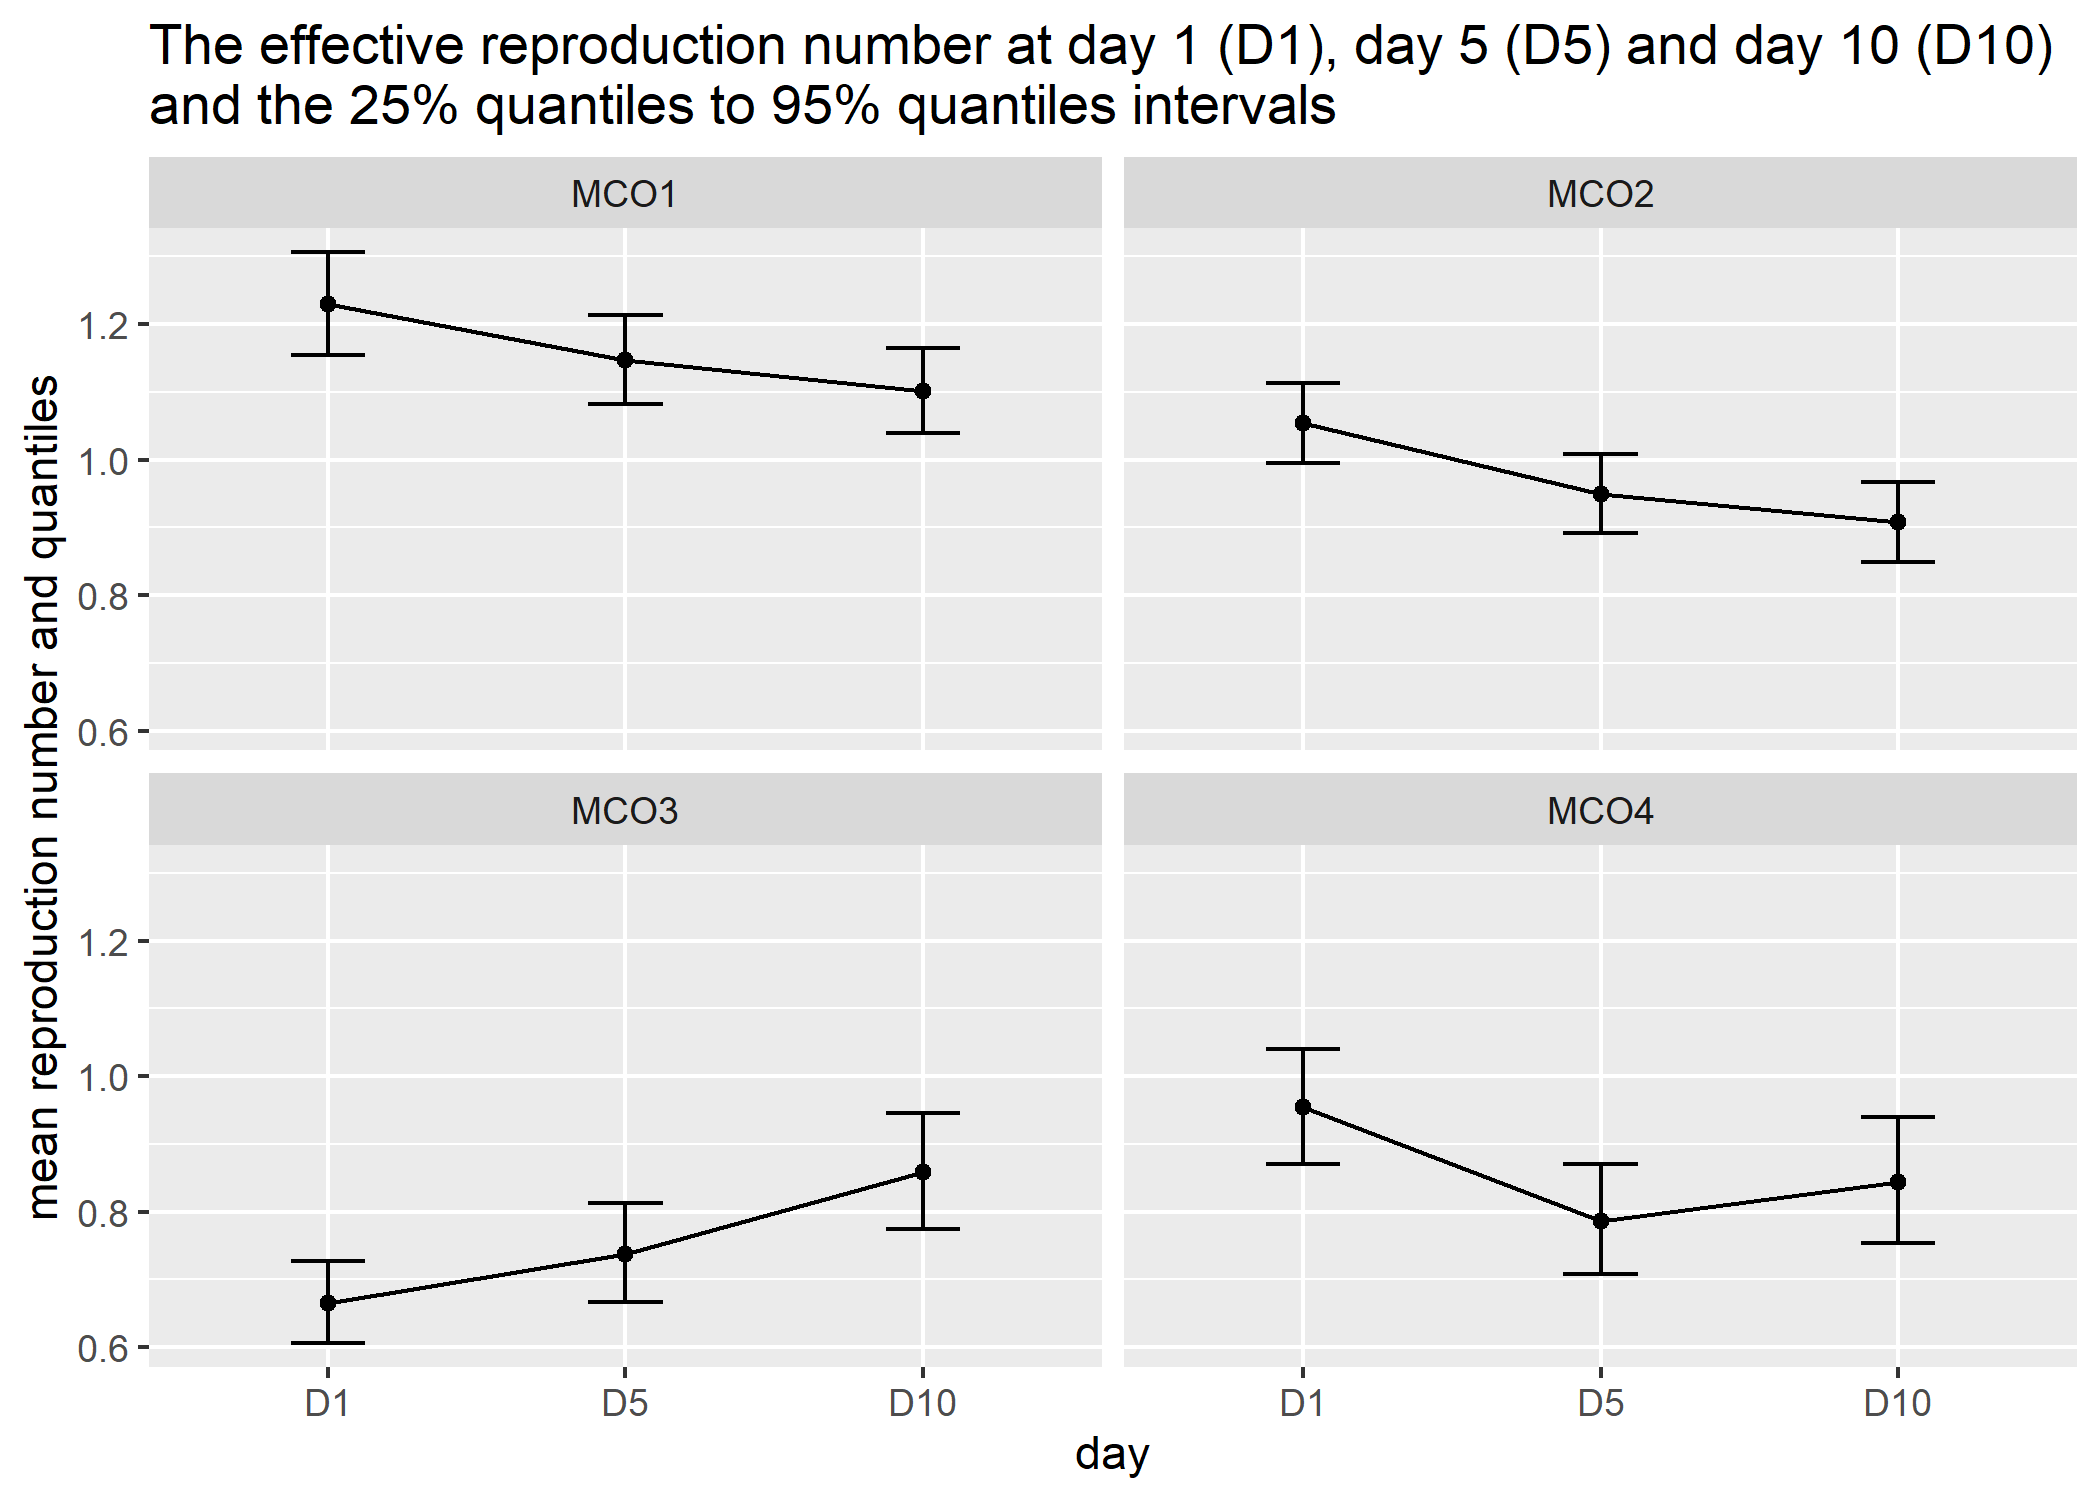 The effective reproduction number at day 1 (D1), day 5 (D5) and day 10 (D10)
and the 25% quantiles to 95% quantiles intervals
mean reproduction number and quantiles
MCO1
MCO2
1.2
1.0
0.8
0.6
MCO3
MCO4
1.2
1.0
0.8
0.6
D1
D5
D10
D1
D5
D10
day